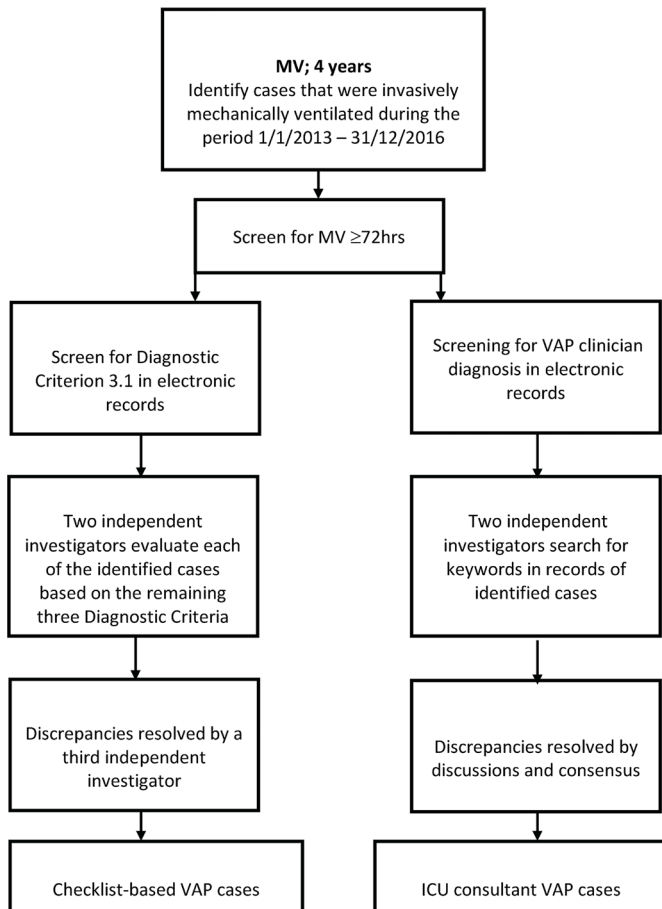 MV; 4 years
Identify cases that were invasively
mechanically ventilated during the
period 1/1/2013 – 31/12/2016
Screen for MV ≥72hrs
Screen for Diagnostic
Criterion 3.1 in electronic
records
Two independent
investigators evaluate each
of the identified cases
based on the remaining
three Diagnostic Criteria
Discrepancies resolved by a
third independent
investigator
Checklist-based VAP cases
Screening for VAP clinician
diagnosis in electronic
records
Two independent
investigators search for
keywords in records of
identified cases
Discrepancies resolved by
discussions and consensus
ICU consultant VAP cases